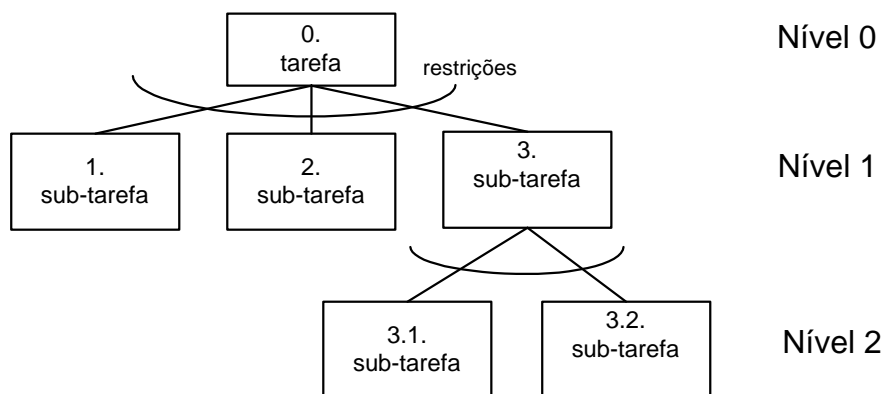 0.
tarefa
Nível 0
restrições
1.
sub-tarefa
2.
sub-tarefa
3.
sub-tarefa
Nível 1
3.1.
sub-tarefa
3.2.
sub-tarefa
Nível 2